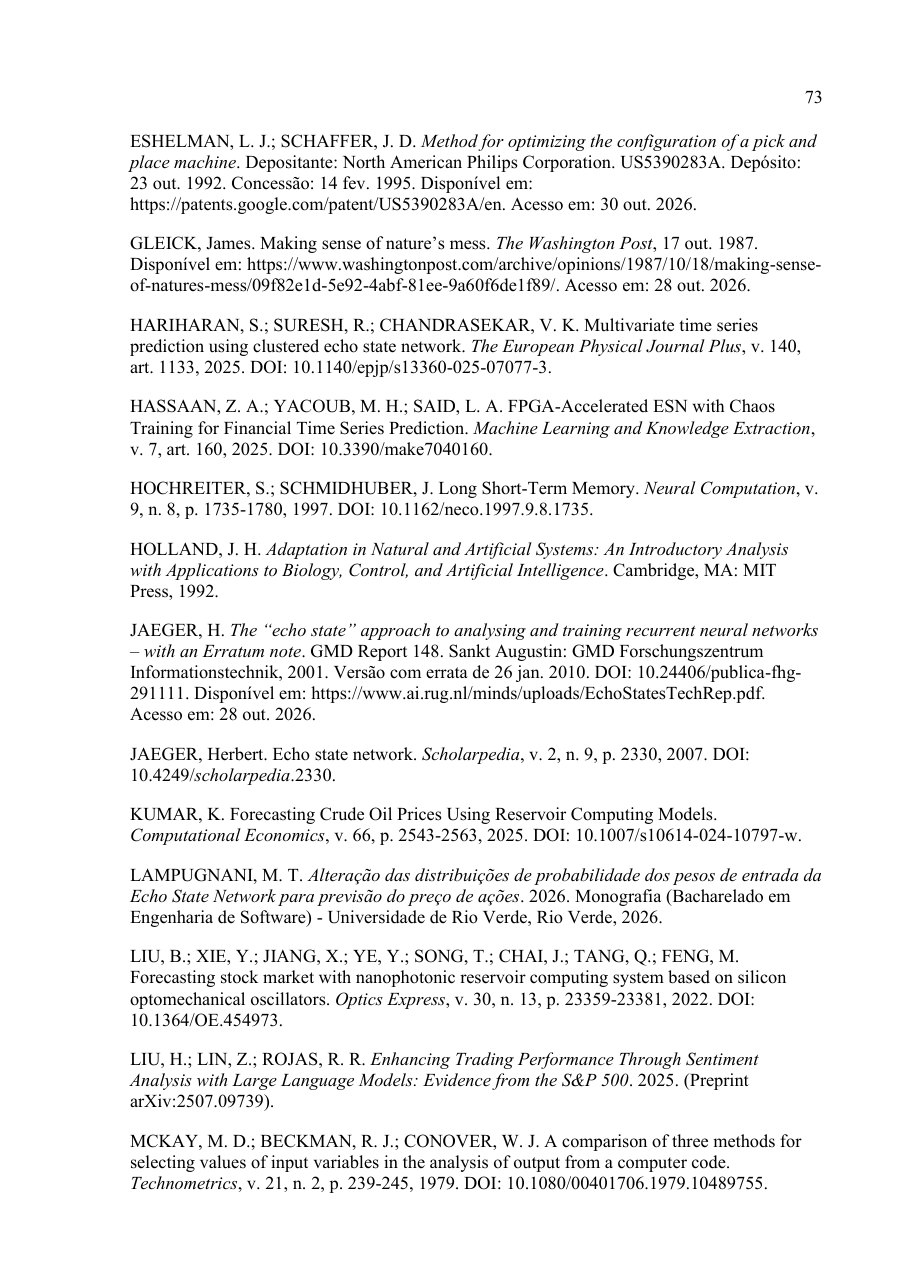 73
ESHELMAN, L. J.; SCHAFFER, J. D. Method for optimizing the configuration of a pick and
place machine. Depositante: North American Philips Corporation. US5390283A. Depósito:
23 out. 1992. Concessão: 14 fev. 1995. Disponível em:
https://patents.google.com/patent/US5390283A/en. Acesso em: 30 out. 2026.
GLEICK, James. Making sense of nature’s mess. The Washington Post, 17 out. 1987.
Disponível em: https://www.washingtonpost.com/archive/opinions/1987/10/18/making-sense-
of-natures-mess/09f82e1d-5e92-4abf-81ee-9a60f6de1f89/. Acesso em: 28 out. 2026.
HARIHARAN, S.; SURESH, R.; CHANDRASEKAR, V. K. Multivariate time series
prediction using clustered echo state network. The European Physical Journal Plus, v. 140,
art. 1133, 2025. DOI: 10.1140/epjp/s13360-025-07077-3.
HASSAAN, Z. A.; YACOUB, M. H.; SAID, L. A. FPGA-Accelerated ESN with Chaos
Training for Financial Time Series Prediction. Machine Learning and Knowledge Extraction,
v. 7, art. 160, 2025. DOI: 10.3390/make7040160.
HOCHREITER, S.; SCHMIDHUBER, J. Long Short-Term Memory. Neural Computation, v.
9, n. 8, p. 1735-1780, 1997. DOI: 10.1162/neco.1997.9.8.1735.
HOLLAND, J. H. Adaptation in Natural and Artificial Systems: An Introductory Analysis
with Applications to Biology, Control, and Artificial Intelligence. Cambridge, MA: MIT
Press, 1992.
JAEGER, H. The “echo state” approach to analysing and training recurrent neural networks
– with an Erratum note. GMD Report 148. Sankt Augustin: GMD Forschungszentrum
Informationstechnik, 2001. Versão com errata de 26 jan. 2010. DOI: 10.24406/publica-fhg-
291111. Disponível em: https://www.ai.rug.nl/minds/uploads/EchoStatesTechRep.pdf.
Acesso em: 28 out. 2026.
JAEGER, Herbert. Echo state network. Scholarpedia, v. 2, n. 9, p. 2330, 2007. DOI:
10.4249/scholarpedia.2330.
KUMAR, K. Forecasting Crude Oil Prices Using Reservoir Computing Models.
Computational Economics, v. 66, p. 2543-2563, 2025. DOI: 10.1007/s10614-024-10797-w.
LAMPUGNANI, M. T. Alteração das distribuições de probabilidade dos pesos de entrada da
Echo State Network para previsão do preço de ações. 2026. Monografia (Bacharelado em
Engenharia de Software) - Universidade de Rio Verde, Rio Verde, 2026.
LIU, B.; XIE, Y.; JIANG, X.; YE, Y.; SONG, T.; CHAI, J.; TANG, Q.; FENG, M.
Forecasting stock market with nanophotonic reservoir computing system based on silicon
optomechanical oscillators. Optics Express, v. 30, n. 13, p. 23359-23381, 2022. DOI:
10.1364/OE.454973.
LIU, H.; LIN, Z.; ROJAS, R. R. Enhancing Trading Performance Through Sentiment
Analysis with Large Language Models: Evidence from the S&P 500. 2025. (Preprint
arXiv:2507.09739).
MCKAY, M. D.; BECKMAN, R. J.; CONOVER, W. J. A comparison of three methods for
selecting values of input variables in the analysis of output from a computer code.
Technometrics, v. 21, n. 2, p. 239-245, 1979. DOI: 10.1080/00401706.1979.10489755.